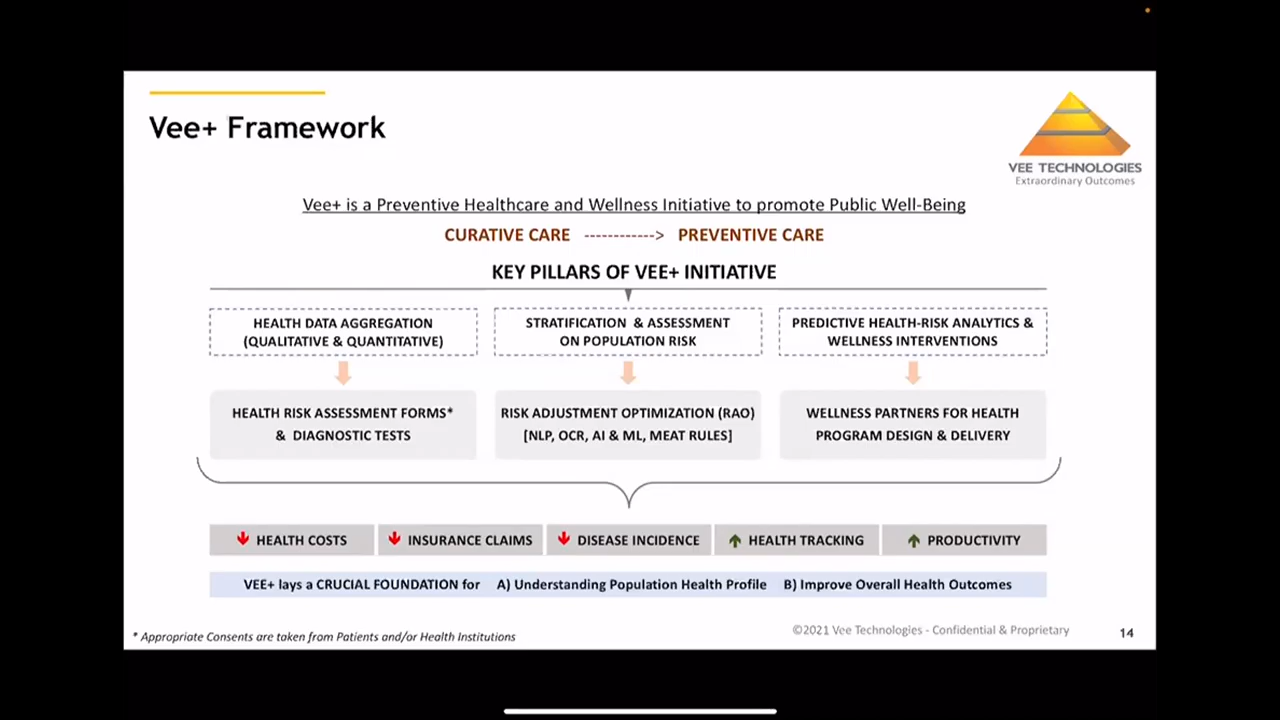 Vee+ Framework
VEE TECHNOLOGIES
Extraordinary Outcomes
Vee+ is a Preventive Healthcare and Wellness Initiative to promote Public Well-Being
CURATIVE CARE ------------> PREVENTIVE CARE
KEY PILLARS OF VEE+ INITIATIVE
HEALTH DATA AGGREGATION
(QUALITATIVE & QUANTITATIVE)
STRATIFICATION & ASSESSMENT
ON POPULATION RISK
PREDICTIVE HEALTH-RISK ANALYTICS &
WELLNESS INTERVENTIONS
HEALTH RISK ASSESSMENT FORMS*
& DIAGNOSTIC TESTS
RISK ADJUSTMENT OPTIMIZATION (RAO)
[NLP, OCR, AI & ML, MEAT RULES]
WELLNESS PARTNERS FOR HEALTH
PROGRAM DESIGN & DELIVERY
HEALTH COSTS
INSURANCE CLAIMS
DISEASE INCIDENCE
HEALTH TRACKING
PRODUCTIVITY
VEE+ lays a CRUCIAL FOUNDATION for A) Understanding Population Health Profile B) Improve Overall Health Outcomes
* Appropriate Consents are taken from Patients and/or Health Institutions
©2021 Vee Technologies - Confidential & Proprietary
14